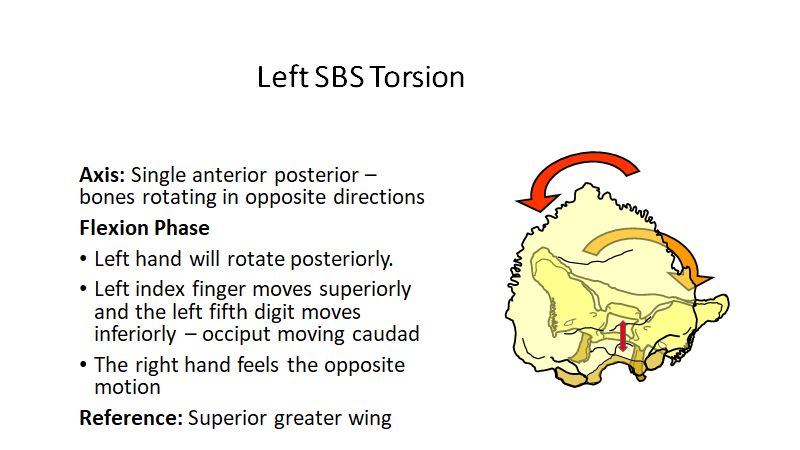 Left SBS Torsion
Axis: Single anterior posterior –
bones rotating in opposite directions
Flexion Phase
• Left hand will rotate posteriorly.
• Left index finger moves superiorly
and the left fifth digit moves
inferiorly – occiput moving caudad
• The right hand feels the opposite
motion
Reference: Superior greater wing